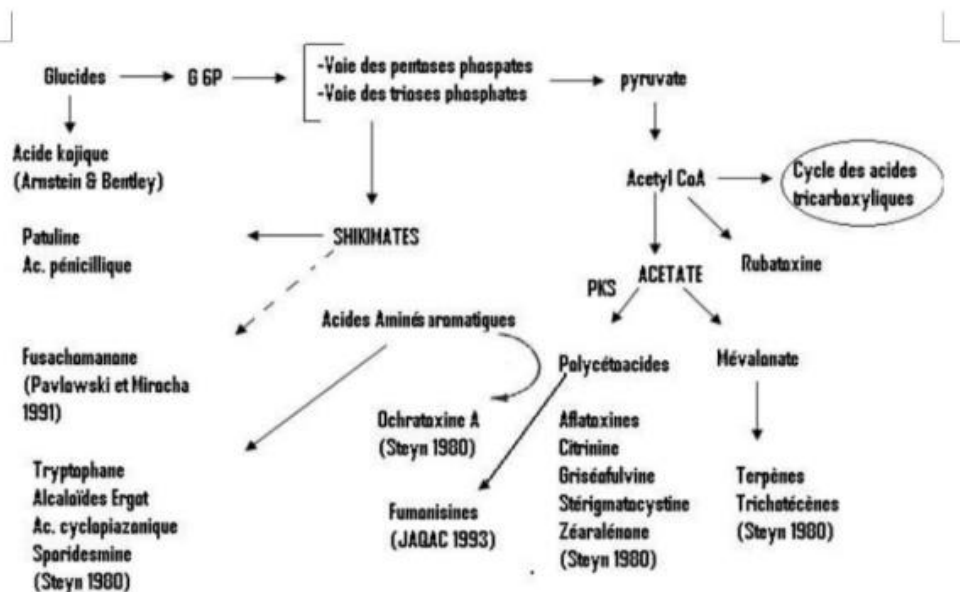 Glucides
G 6P
-Voie des pentoses phospates
-Voie des trioses phosphates
pyruvate
Acide kojique
(Arnstein & Bentley)
Acetyl CoA
Cycle des acides
tricarboxyliques
Patuline
Ac. pénicillique
SHIKIMATES
Rubatoxine
PKS
ACETATE
Acides Aminés aromatiques
Fusachomanone
(Pavlowski et Mirocha
1991)
Polycétoacides
Mévalonate
Ochratoxine A
(Steyn 1980)
Aflatoxines
Citrinine
Griséofulvine
Stérigmatocystine
Zéaralénone
(Steyn 1980)
Tryptophane
Alcaloïdes Ergot
Ac. cyclopiazonique
Sporidesmine
(Steyn 1980)
Fumonisines
(JAOAC 1993)
Terpènes
Trichotécènes
(Steyn 1980)